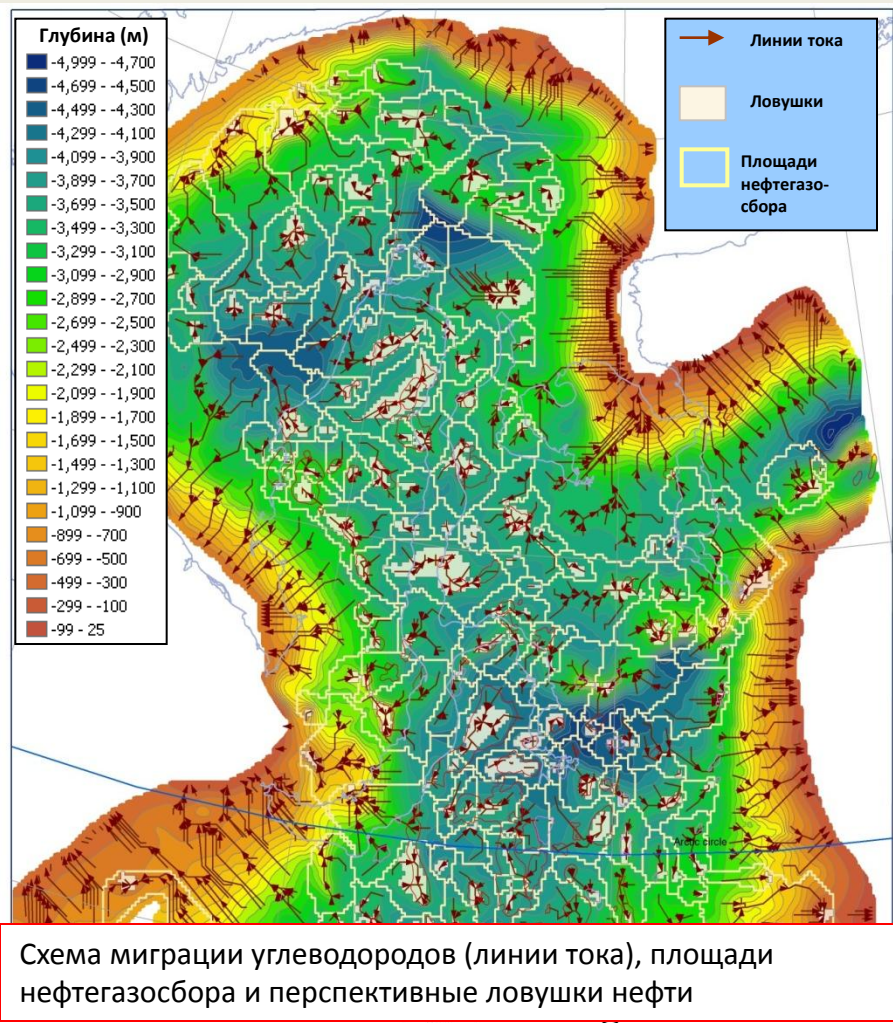 Глубина (м)
-4,999 - -4,700
-4,699 - -4,500
-4,499 - -4,300
-4,299 - -4,100
-4,099 - -3,900
-3,899 - -3,700
-3,699 - -3,500
-3,499 - -3,300
-3,299 - -3,100
-3,099 - -2,900
-2,899 - -2,700
-2,699 - -2,500
-2,499 - -2,300
-2,299 - -2,100
-2,099 - -1,900
-1,899 - -1,700
-1,699 - -1,500
-1,499 - -1,300
-1,299 - -1,100
-1,099 - -900
-899 - -700
-699 - -500
-499 - -300
-299 - -100
-99 - 25
Линии тока
Ловушки
Площади
нефтегазо-
сбора
Arctic circle
Схема миграции углеводородов (линии тока), площади
нефтегазосбора и перспективные ловушки нефти